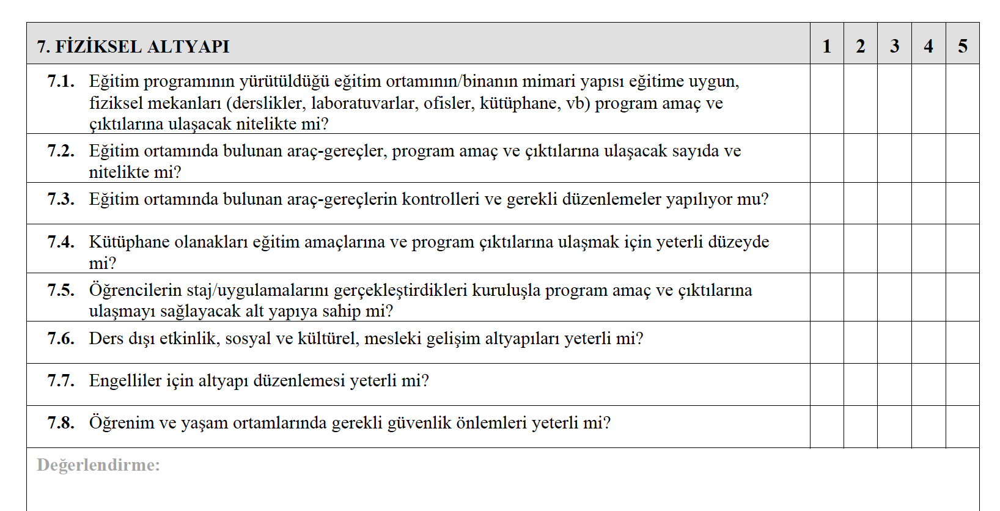 7. FİZİKSEL ALTYAPI 1 2 3 4 5
7.1. Eğitim programının yürütüldüğü eğitim ortamının/binanın mimari yapısı eğitime uygun,
fiziksel mekanları (derslikler, laboratuvarlar, ofisler, kütüphane, vb) program amaç ve
çıktılarına ulaşacak nitelikte mi?
7.2. Eğitim ortamında bulunan araç-gereçler, program amaç ve çıktılarına ulaşacak sayıda ve
nitelikte mi?
7.3. Eğitim ortamında bulunan araç-gereçlerin kontrolleri ve gerekli düzenlemeler yapılıyor mu?
7.4. Kütüphane olanakları eğitim amaçlarına ve program çıktılarına ulaşmak için yeterli düzeyde
mi?
7.5. Öğrencilerin staj/uygulamalarını gerçekleştirdikleri kuruluşla program amaç ve çıktılarına
ulaşmayı sağlayacak alt yapıya sahip mi?
7.6. Ders dışı etkinlik, sosyal ve kültürel, mesleki gelişim altyapıları yeterli mi?
7.7. Engelliler için altyapı düzenlemesi yeterli mi?
7.8. Öğrenim ve yaşam ortamlarında gerekli güvenlik önlemleri yeterli mi?
Değerlendirme: